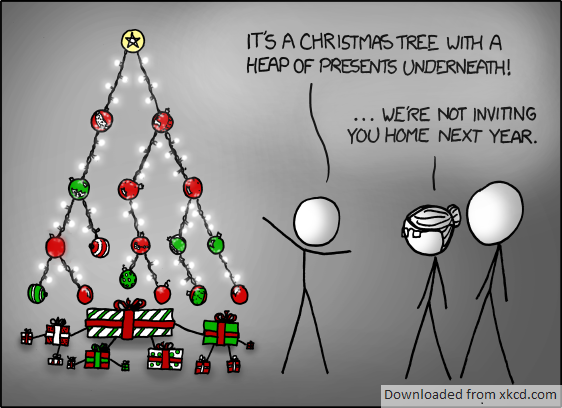 IT'S A CHRISTMAS TREE WITH A
HEAP OF PRESENTS UNDERNEATH!
... WE'RE NOT INVITING
YOU HOME NEXT YEAR.
Downloaded from xkcd.com